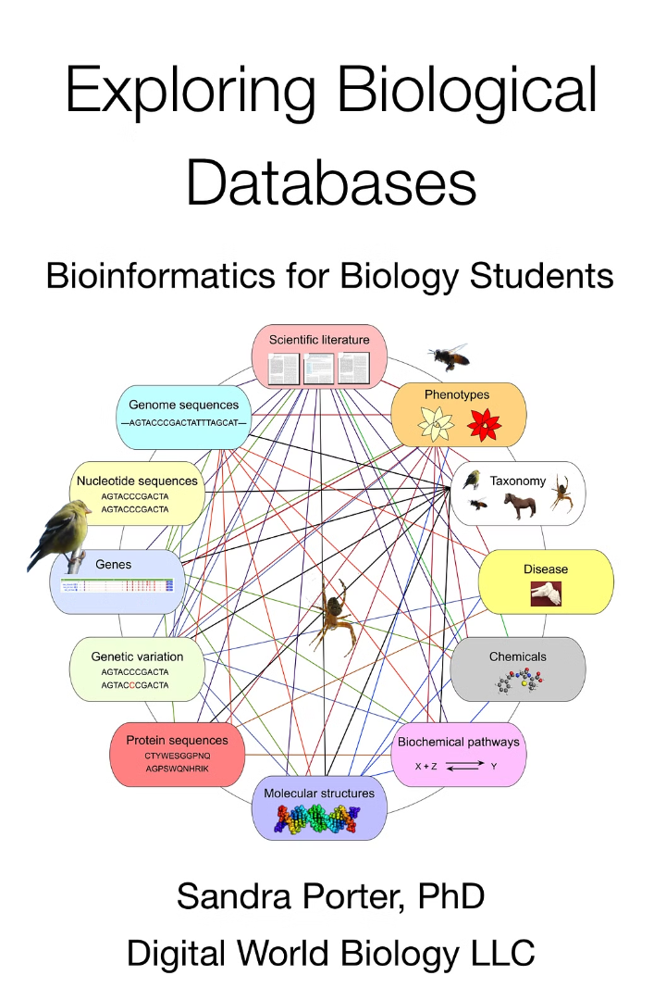 Exploring Biological
Databases
Bioinformatics for Biology Students
Scientific literature
Genome sequences
—AGTACCCGACTATTTAGCAT—
Phenotypes
Nucleotide sequences
AGTACCCGACTA
AGTACCCGACTA
Taxonomy
Genes
Disease
Genetic variation
AGTACCCGACTA
AGTACCCGACTA
Chemicals
Protein sequences
CTYWESGGPNQ
AGPSWQNHRIK
Biochemical pathways
X + Z Y
Molecular structures
Sandra Porter, PhD
Digital World Biology LLC